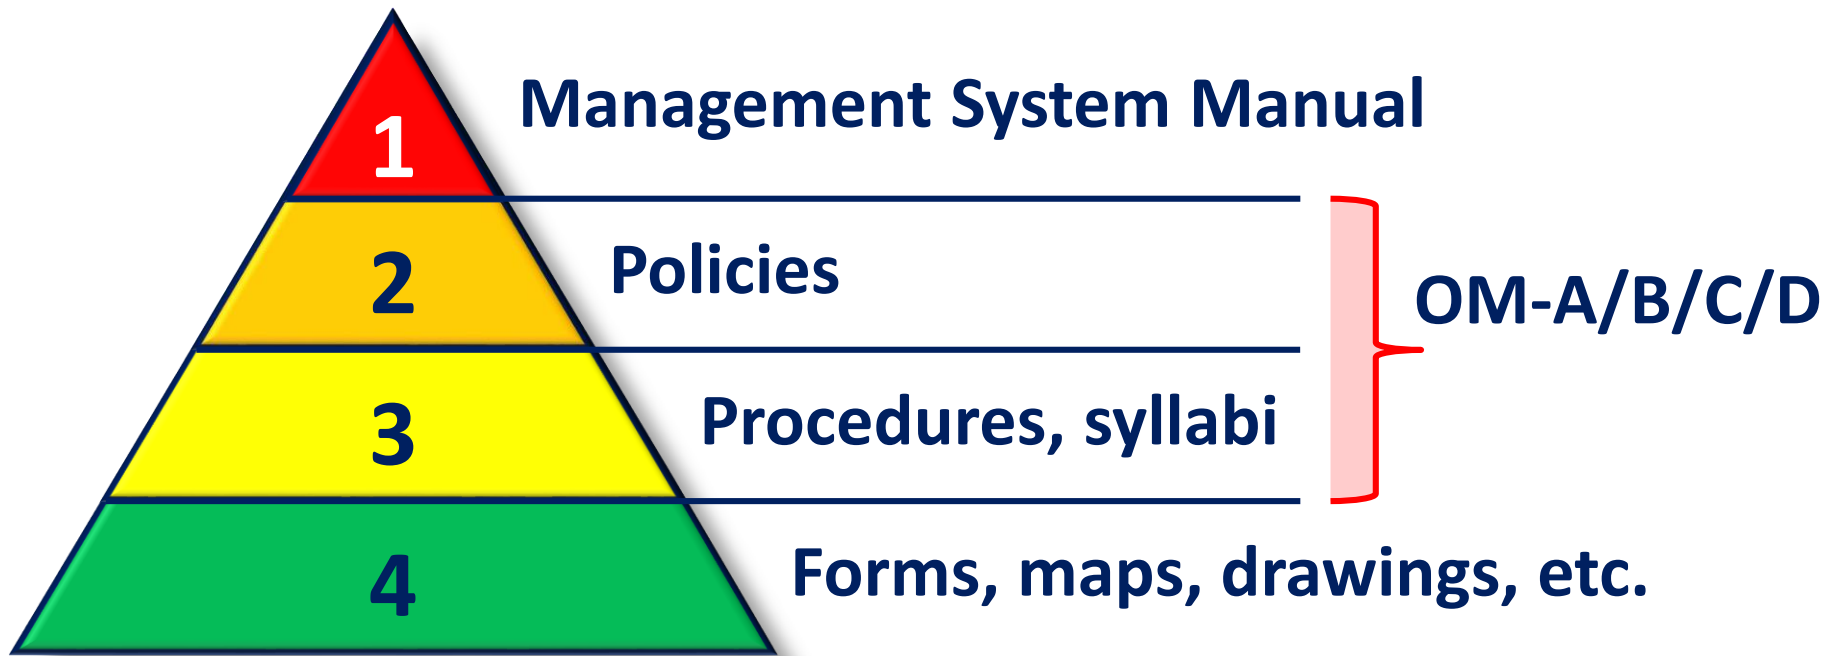 1
Management System Manual
2
Policies
OM-A/B/C/D
3
Procedures, syllabi
4
Forms, maps, drawings, etc.